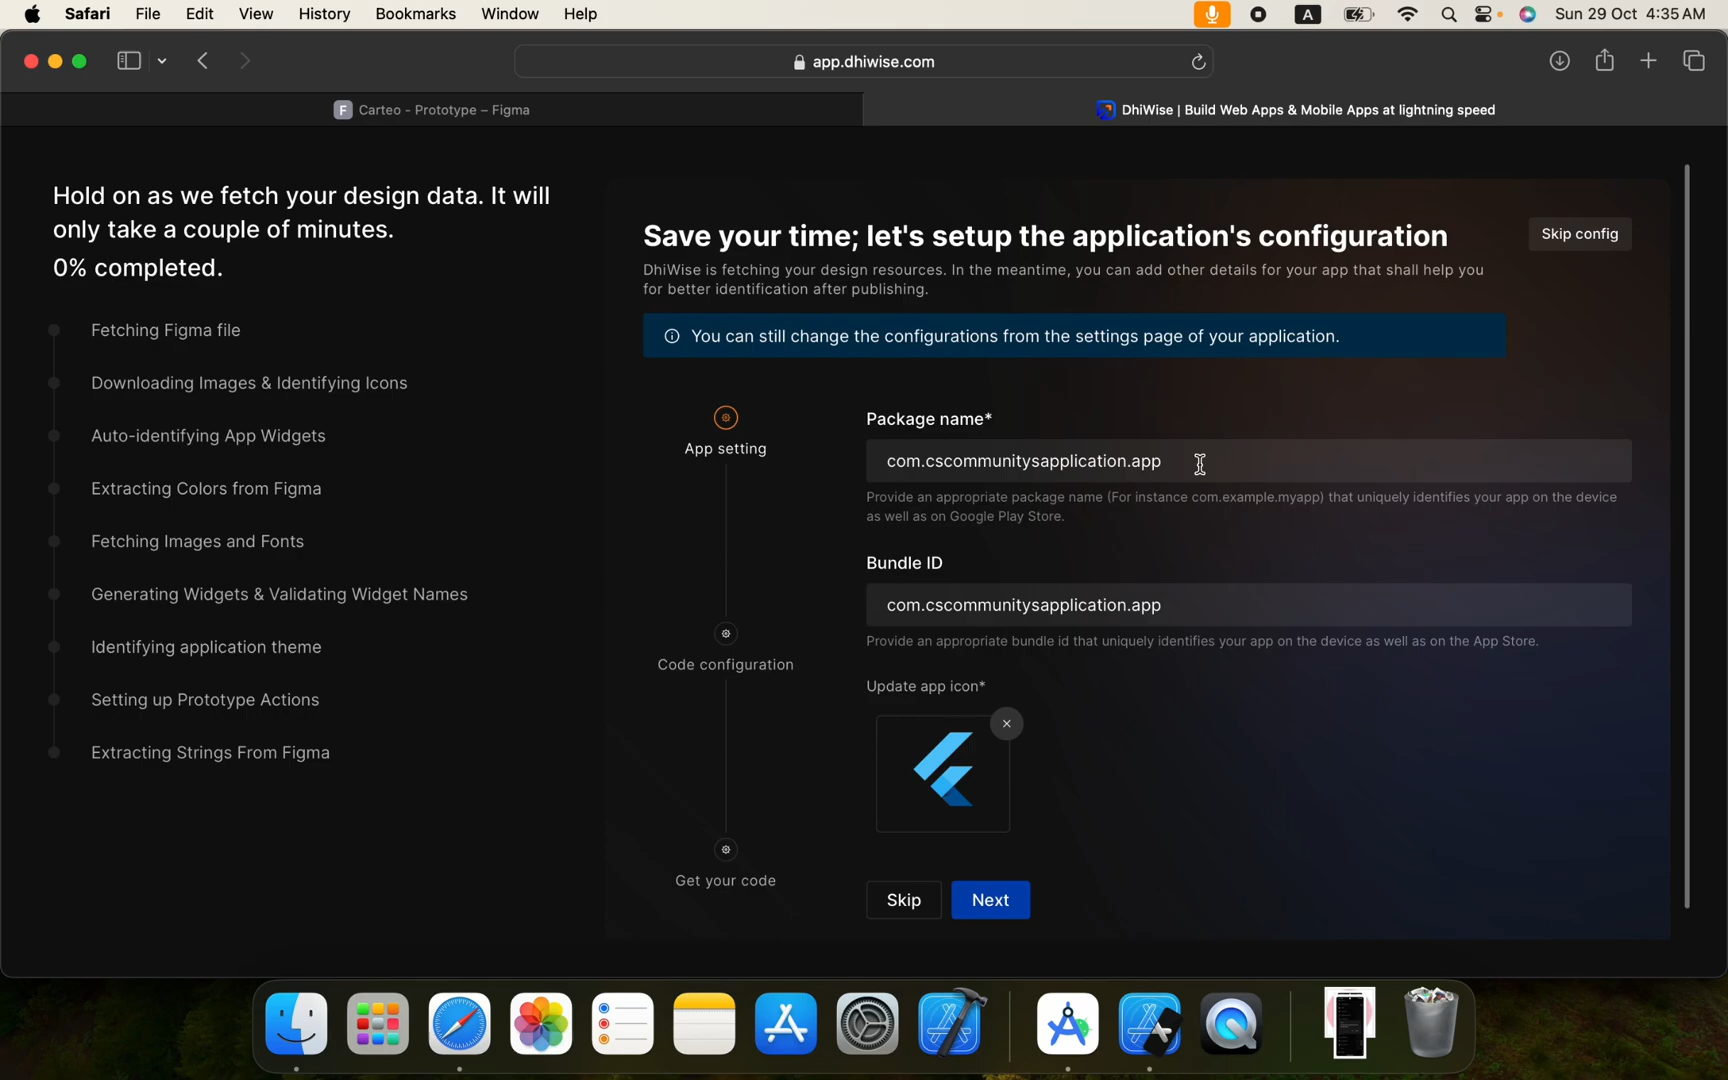 Safari File Edit View History Bookmarks Window Help A Sun 29 Oct 4:35 AM
app.dhiwise.com
F Carteo - Prototype – Figma
DhiWise | Build Web Apps & Mobile Apps at lightning speed
Hold on as we fetch your design data. It will
only take a couple of minutes.
0% completed.
Fetching Figma file
Downloading Images & Identifying Icons
Auto-identifying App Widgets
Extracting Colors from Figma
Fetching Images and Fonts
Generating Widgets & Validating Widget Names
Identifying application theme
Setting up Prototype Actions
Extracting Strings From Figma
Save your time; let's setup the application's configuration
Skip config
DhiWise is fetching your design resources. In the meantime, you can add other details for your app that shall help you
for better identification after publishing.
You can still change the configurations from the settings page of your application.
App setting
Code configuration
Get your code
Package name*
com.cscommunitysapplication.app
Provide an appropriate package name (For instance com.example.myapp) that uniquely identifies your app on the device
as well as on Google Play Store.
Bundle ID
com.cscommunitysapplication.app
Provide an appropriate bundle id that uniquely identifies your app on the device as well as on the App Store.
Update app icon*
Skip
Next